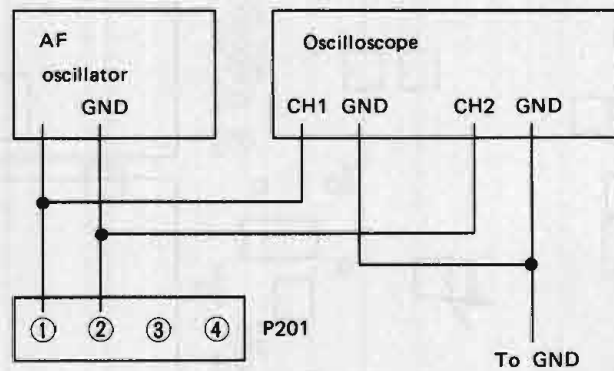 AF
oscillator
GND
Oscilloscope
CH1 GND CH2 GND
① ② ③ ④ P201
To GND